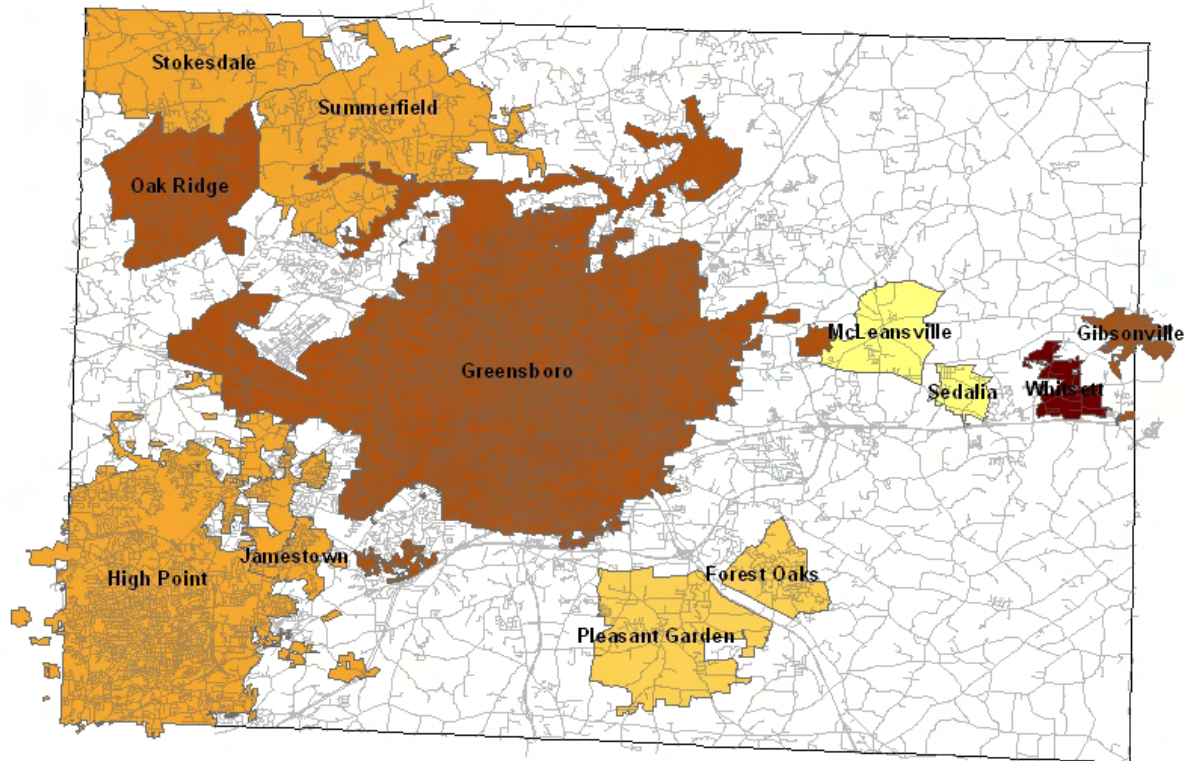 Stokesdale
Summerfield
Oak Ridge
McLeansville
Gibsonville
Greensboro
Sedalia
Whitsett
Jamestown
High Point
Forest Oaks
Pleasant Garden